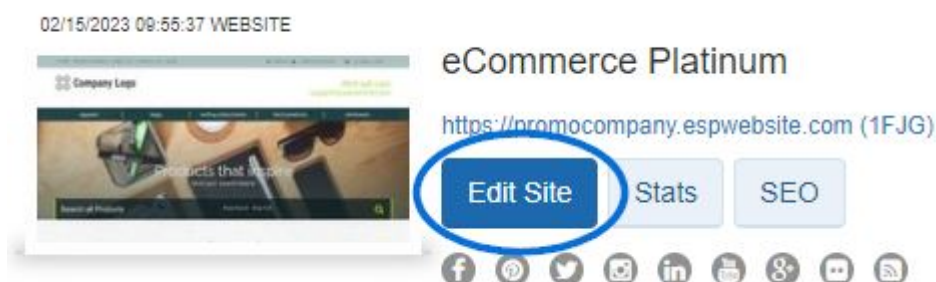 02/15/2023 09:55:37 WEBSITE
eCommerce Platinum
https://promocompany.espwebsite.com (1FJG)
Company Logo
Products that inspire
Search all Products
Edit Site
Stats
SEO